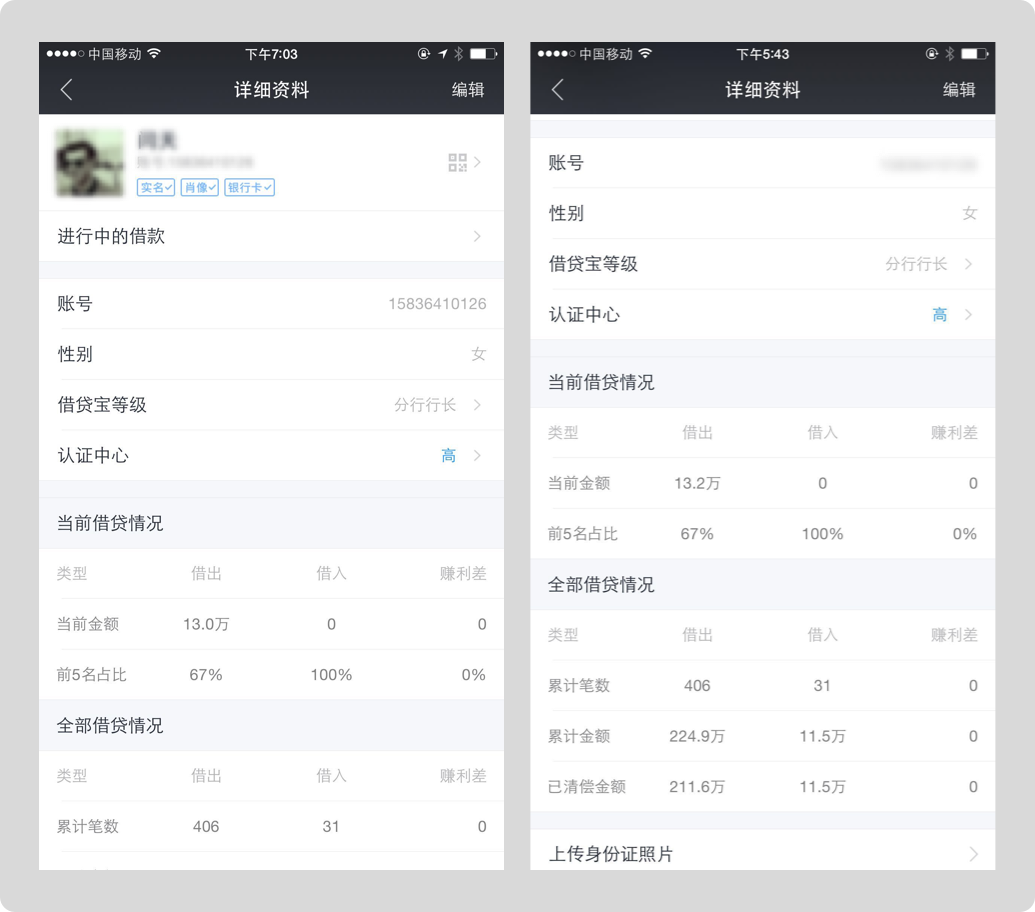 中国移动 下午7:03
详细资料 编辑
实名 肖像 银行卡
进行中的借款
账号 15836410126
性别 女
借贷宝等级 分行行长
认证中心 高
当前借贷情况
类型 借出 借入 赚利差
当前金额 13.0万 0 0
前5名占比 67% 100% 0%
全部借贷情况
类型 借出 借入 赚利差
累计笔数 406 31 0
中国移动 下午5:43
详细资料 编辑
账号
性别 女
借贷宝等级 分行行长
认证中心 高
当前借贷情况
类型 借出 借入 赚利差
当前金额 13.2万 0 0
前5名占比 67% 100% 0%
全部借贷情况
类型 借出 借入 赚利差
累计笔数 406 31 0
累计金额 224.9万 11.5万 0
已清偿金额 211.6万 11.5万 0
上传身份证照片